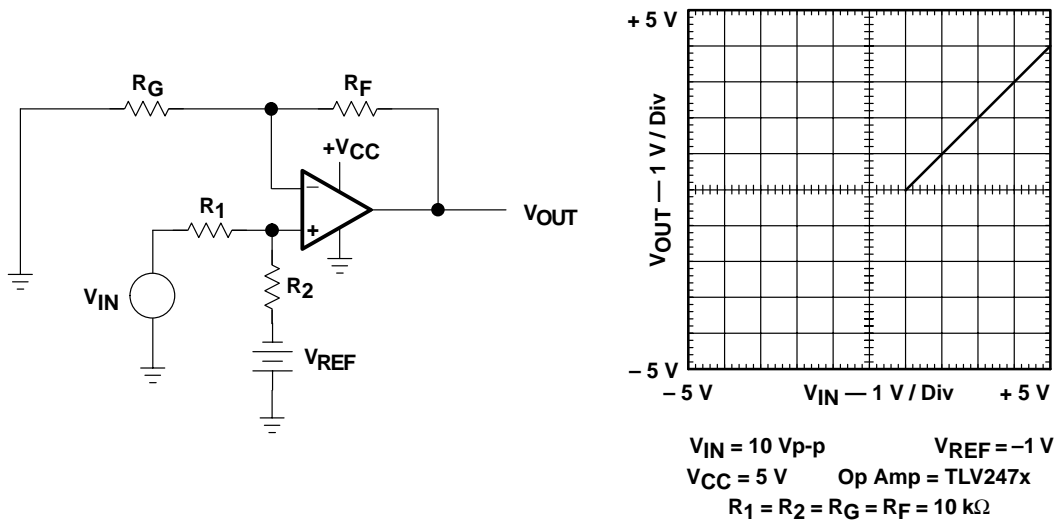 RG
RF
+VCC
–
R1
+
VOUT
VIN
R2
VREF
+ 5 V
VOUT — 1 V / Div
– 5 V
– 5 V
VIN — 1 V / Div
+ 5 V
VIN = 10 Vp-p
VREF = –1 V
VCC = 5 V
Op Amp = TLV247x
R1 = R2 = RG = RF = 10 kΩ